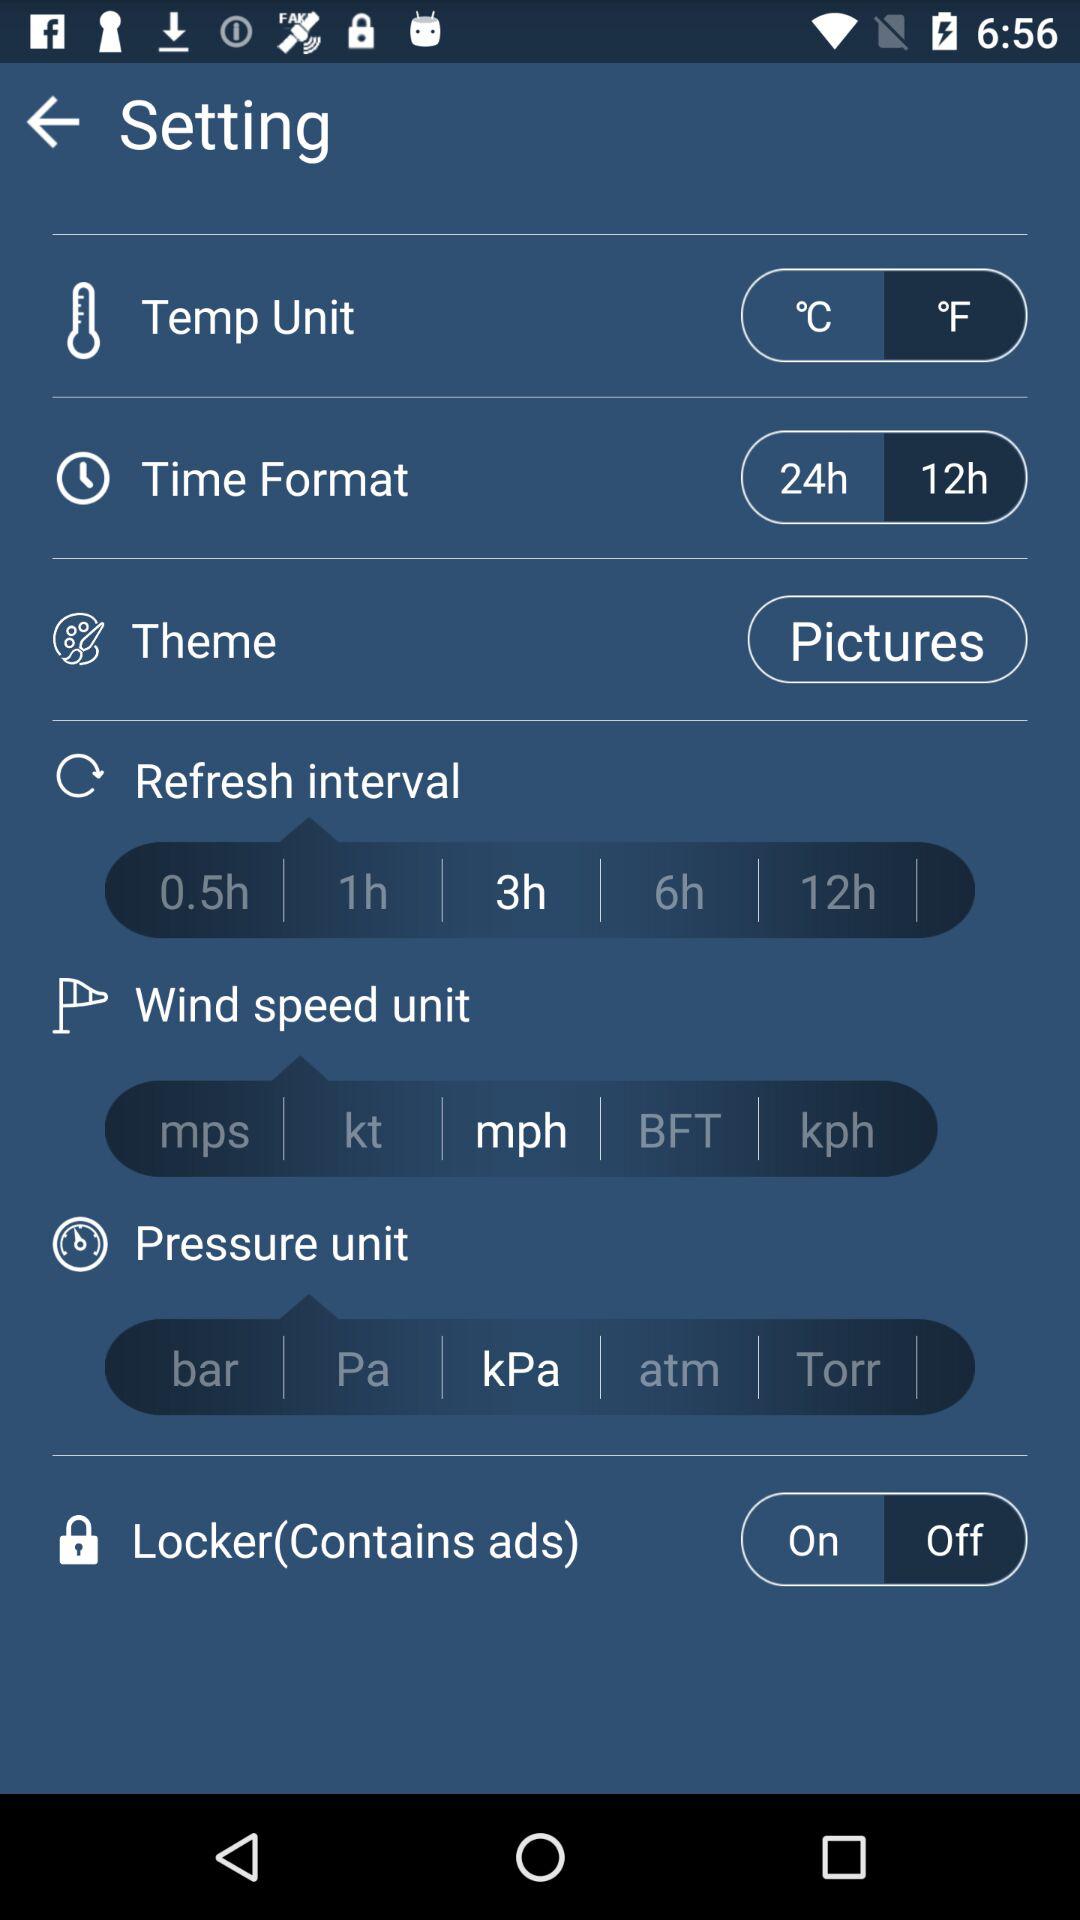 FAKE 6:56
Setting
Temp Unit °C °F
Time Format 24h 12h
Theme Pictures
Refresh interval
0.5h 1h 3h 6h 12h
Wind speed unit
mps kt mph BFT kph
Pressure unit
bar Pa kPa atm Torr
Locker(Contains ads) On Off